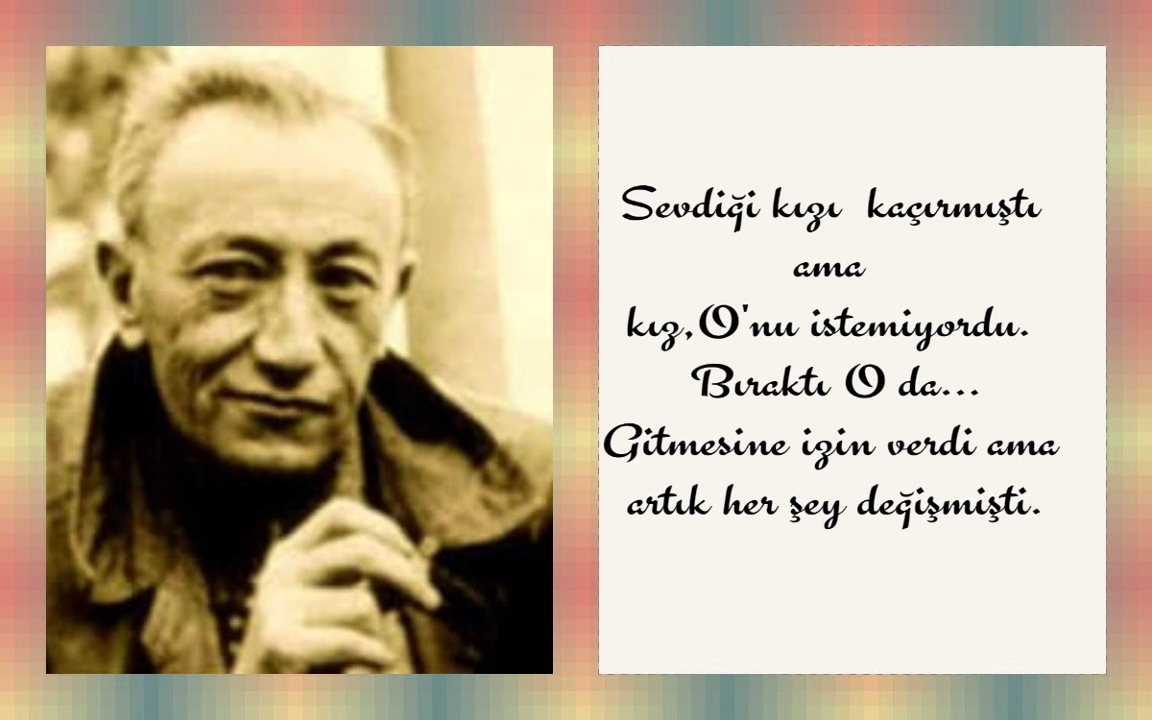 Sevdiği kızı kaçırmıştı
ama
kız,O'nu istemiyordu.
Bıraktı O da...
Gitmesine izin verdi ama
artık her şey değişmişti.